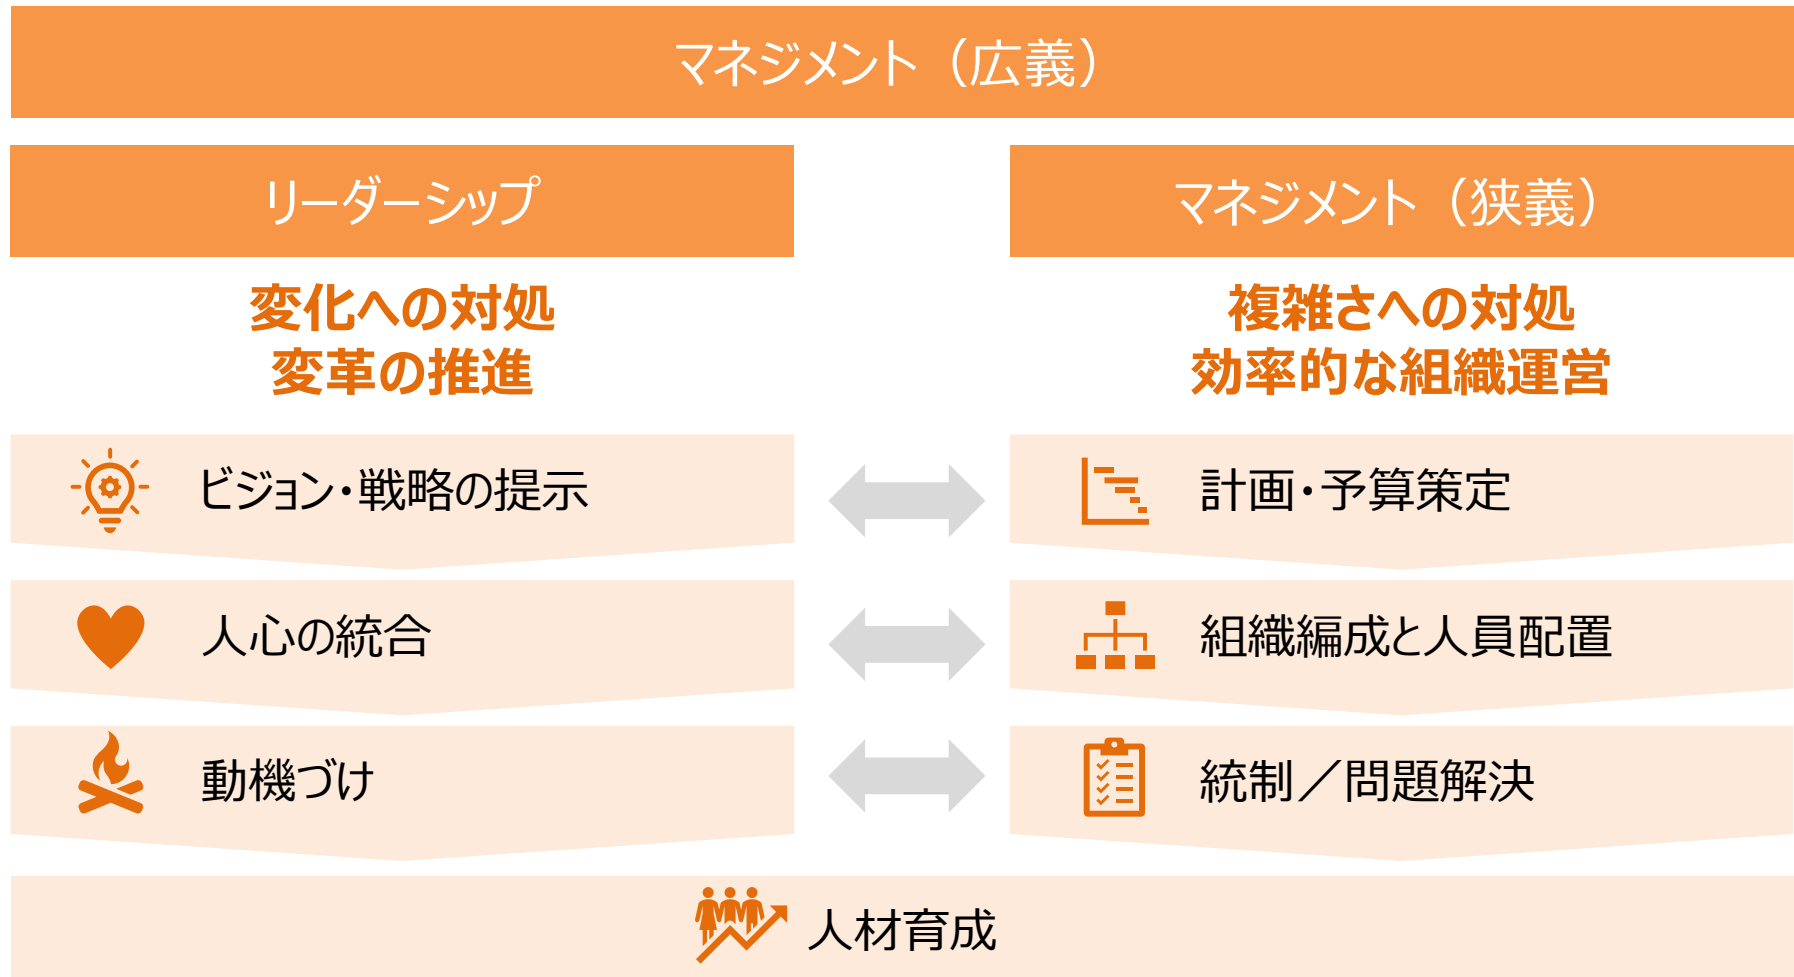 マネジメント（広義）
リーダーシップ
マネジメント（狭義）
変化への対処
変革の推進
複雑さへの対処
効率的な組織運営
ビジョン・戦略の提示
計画・予算策定
人心の統合
組織編成と人員配置
動機づけ
統制／問題解決
人材育成